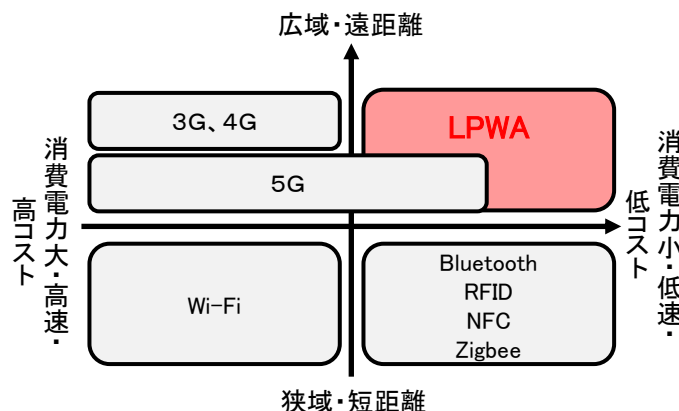 広域・遠距離
3G、4G
LPWA
5G
消費電力大・高速・
高コスト
消費電力小・低速・
低コスト
Wi-Fi
Bluetooth
RFID
NFC
Zigbee
狭域・短距離